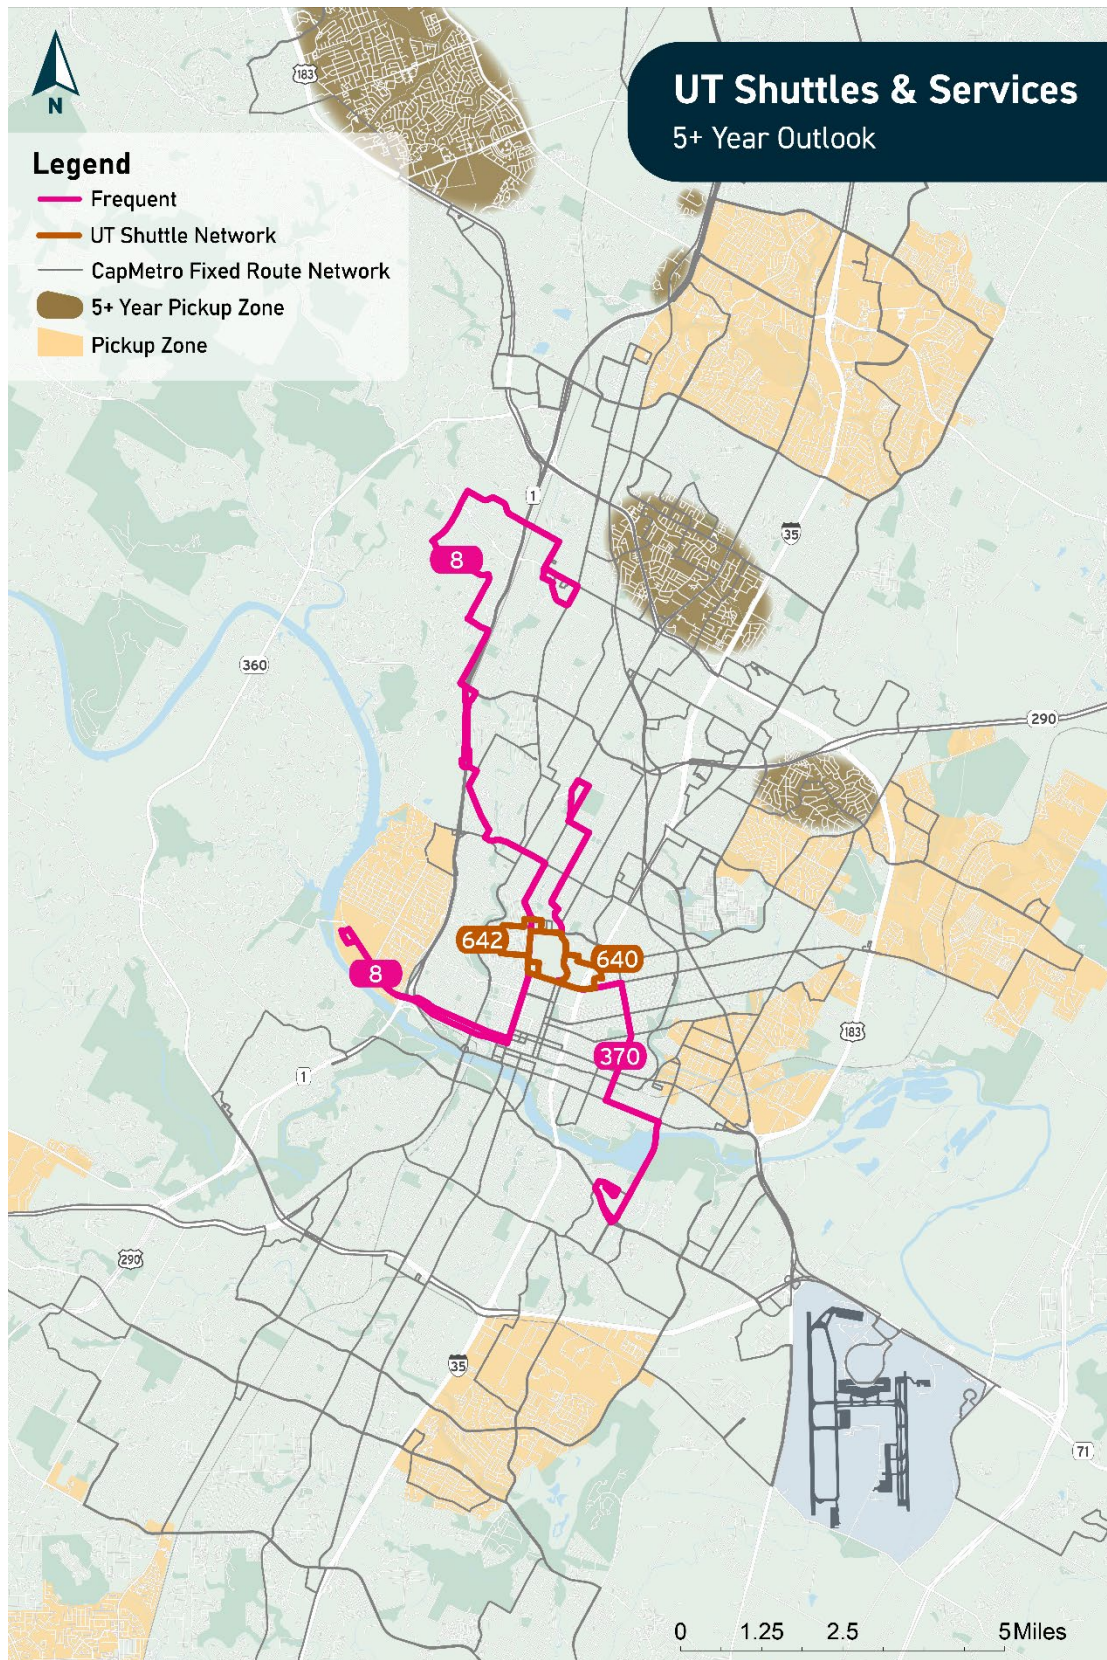 UT Shuttles & Services
5+ Year Outlook
N
Legend
Frequent
UT Shuttle Network
CapMetro Fixed Route Network
5+ Year Pickup Zone
Pickup Zone
183
1
8
35
360
290
642
640
8
183
370
1
290
35
71
0 1.25 2.5 5Miles